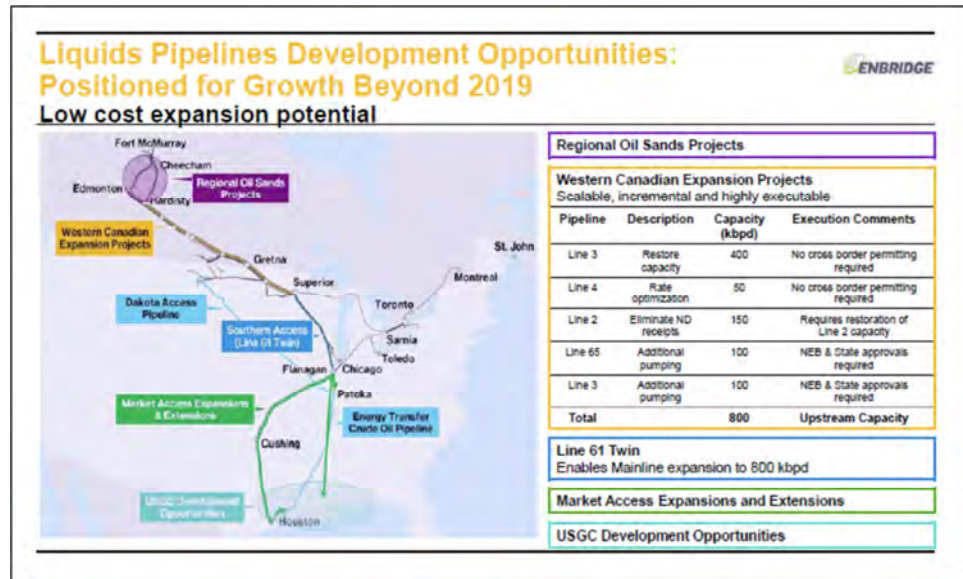 Liquids Pipelines Development Opportunities:
Positioned for Growth Beyond 2019
Low cost expansion potential
ENBRIDGE
Fort McMurray
Cheecham
Edmonton
Regional Oil Sands
Projects
Hardisty
Western Canadian
Expansion Projects
Gretna
St. John
Superior
Montreal
Dakota Access
Pipeline
Toronto
Southern Access
(Line 61 Twin)
Sarnia
Toledo
Flanagan
Chicago
Patoka
Market Access Expansions
& Extensions
Energy Transfer
Crude Oil Pipeline
Cushing
USGC Development
Opportunities
Houston
Regional Oil Sands Projects
Western Canadian Expansion Projects
Scalable, incremental and highly executable
Pipeline Description Capacity (kbpd) Execution Comments
Line 3 Restore capacity 400 No cross border permitting required
Line 4 Rate optimization 50 No cross border permitting required
Line 2 Eliminate ND receipts 150 Requires restoration of Line 2 capacity
Line 65 Additional pumping 100 NEB & State approvals required
Line 3 Additional pumping 100 NEB & State approvals required
Total 800 Upstream Capacity
Line 61 Twin
Enables Mainline expansion to 800 kbpd
Market Access Expansions and Extensions
USGC Development Opportunities